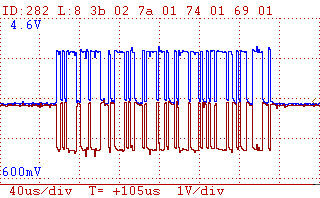 ID:282 L:8 3b 02 7a 01 74 01 69 01
4.6V
600mV
40us/div T= +105us 1V/div